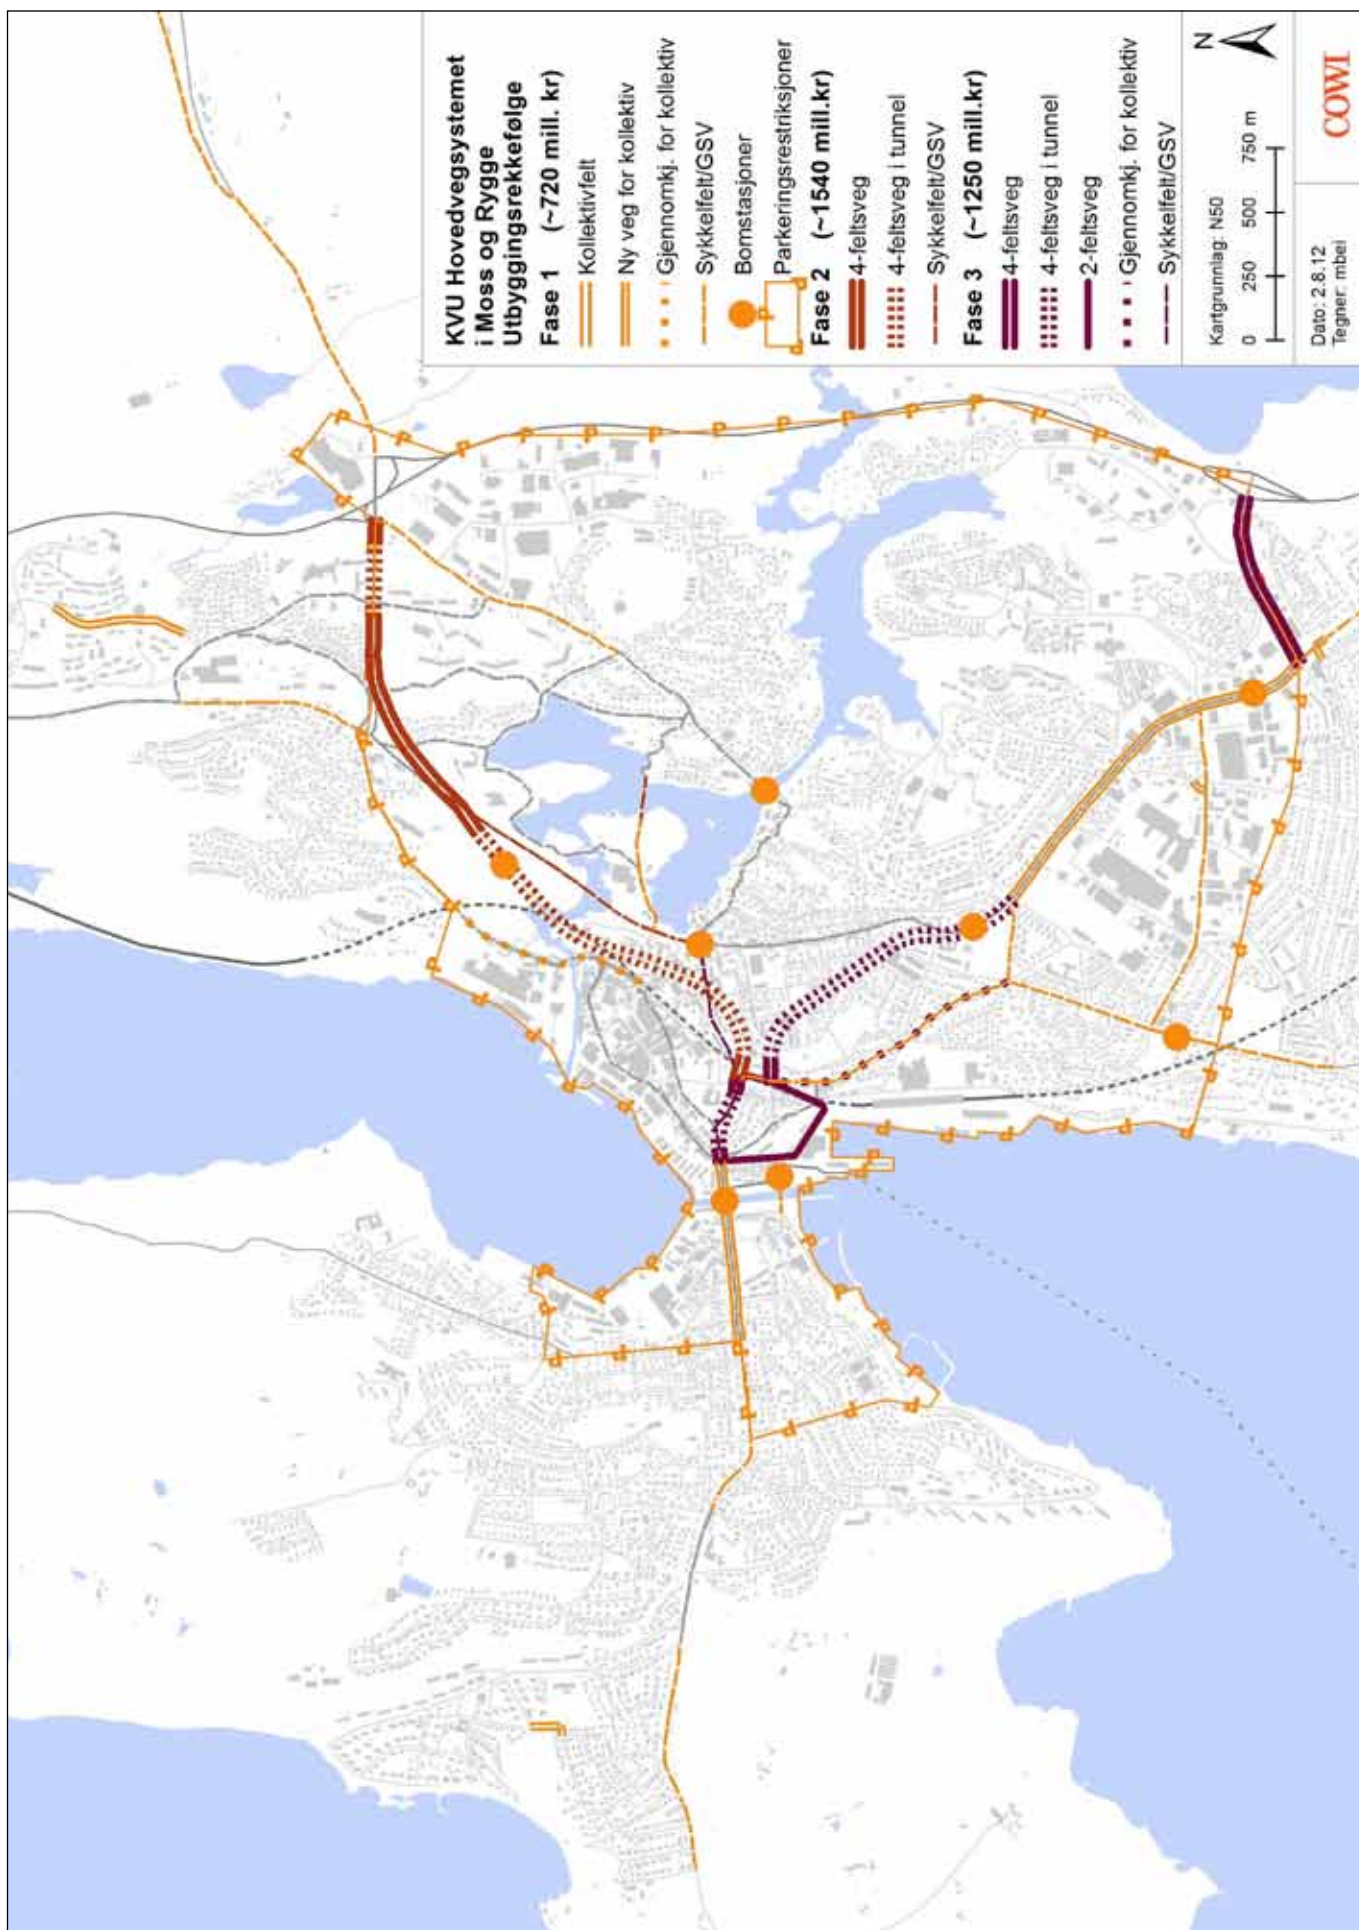 KVU Hovedvegsystemet
i Moss og Rygge
Utbyggingsrekkefølge
Fase 1 (~720 mill. kr)
Kollektivfelt
Ny veg for kollektiv
Gjennomkj. for kollektiv
Sykkelfelt/GSV
Bomstasjoner
P
P
P
Parkeringsrestriksjoner
Fase 2 (~1540 mill.kr)
4-feltsveg
4-feltsveg i tunnel
Sykkelfelt/GSV
Fase 3 (~1250 mill.kr)
4-feltsveg
4-feltsveg i tunnel
2-feltsveg
Gjennomkj. for kollektiv
Sykkelfelt/GSV
Kartgrunnlag: N50
0 250 500 750 m
N
Dato: 2.8.12
Tegner: mbei
COWI